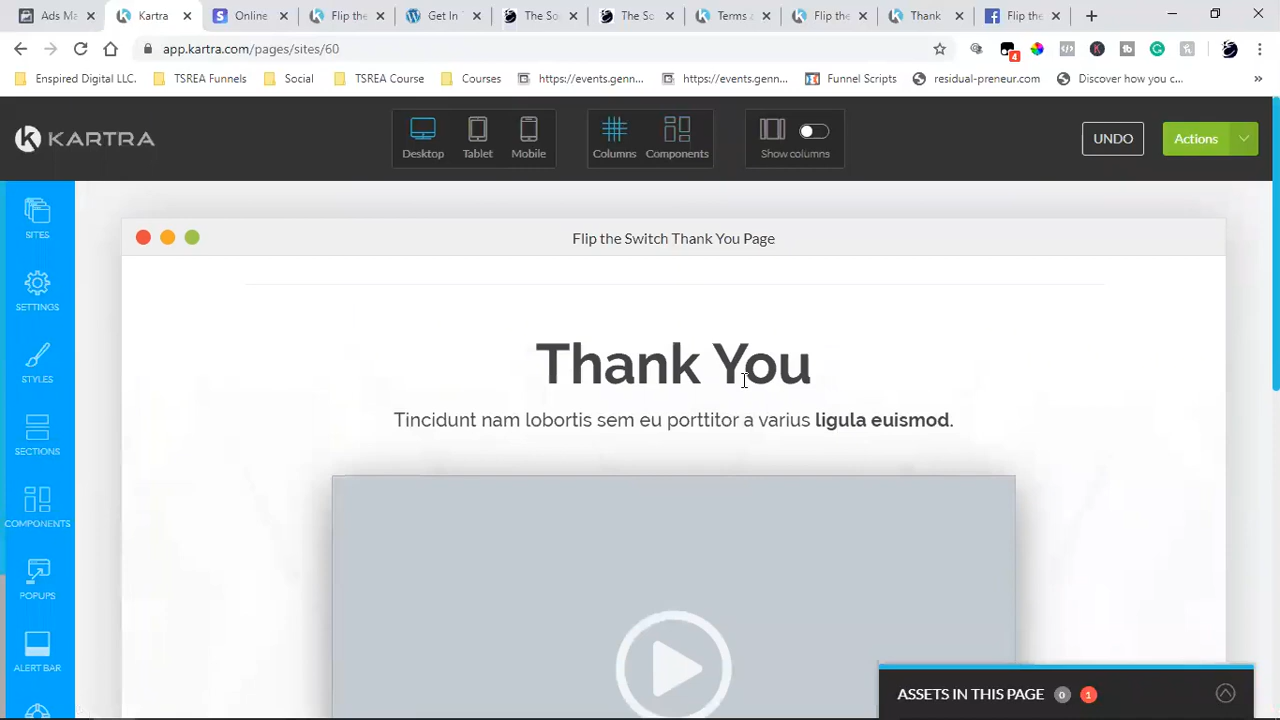 Ads Ma
Kartra
Online
Flip the
Get In
The So
The So
Terms a
Flip the
Thank
Flip the
app.kartra.com/pages/sites/60
4
Enspired Digital LLC.
TSREA Funnels
Social
TSREA Course
Courses
https://events.genn...
https://events.genn...
Funnel Scripts
residual-preneur.com
Discover how you c...
KARTRA
Desktop
Tablet
Mobile
Columns
Components
Show columns
UNDO
Actions
SITES
SETTINGS
STYLES
SECTIONS
COMPONENTS
POPUPS
ALERT BAR
Flip the Switch Thank You Page
Thank You
Tincidunt nam lobortis sem eu porttitor a varius ligula euismod.
ASSETS IN THIS PAGE 0 1